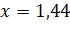 x = 1,44